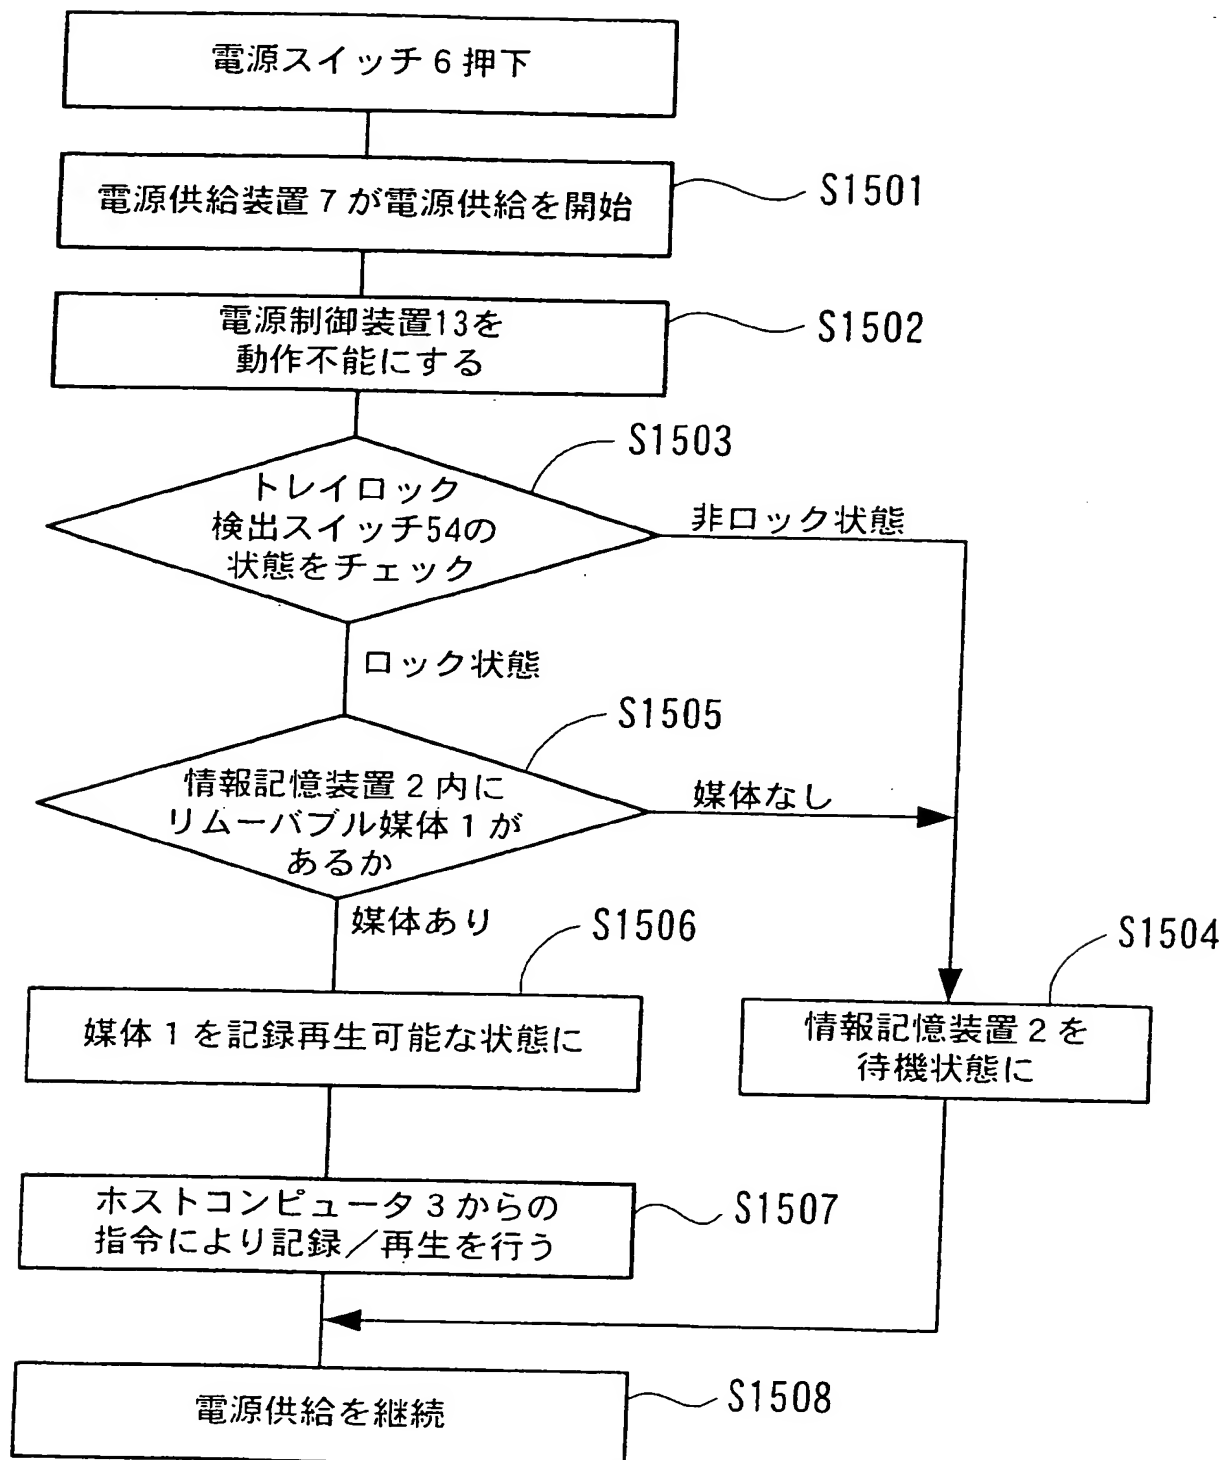 電源スイッチ6押下
電源供給装置7が電源供給を開始
S1501
電源制御装置13を
動作不能にする
S1502
S1503
トレイロック
検出スイッチ54の
状態をチェック
非ロック状態
ロック状態
S1505
情報記憶装置2内に
リムーバブル媒体1が
あるか
媒体なし
媒体あり
S1506
S1504
媒体1を記録再生可能な状態に
情報記憶装置2を
待機状態に
ホストコンピュータ3からの
指令により記録／再生を行う
S1507
電源供給を継続
S1508